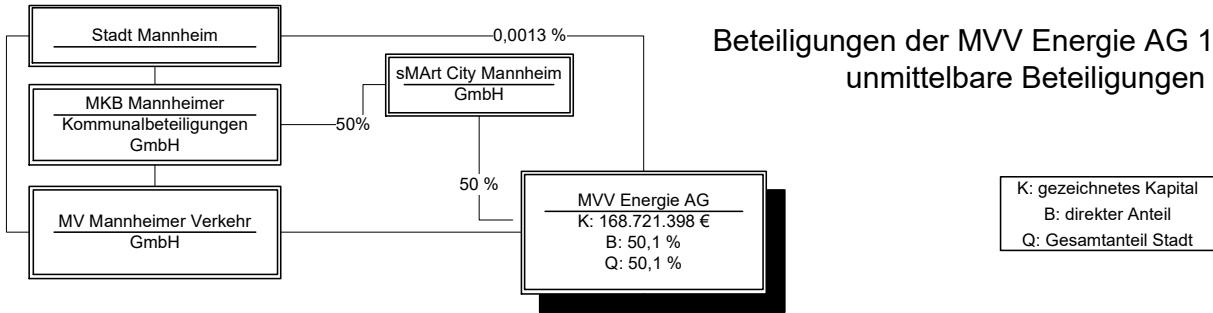 Stadt Mannheim
0,0013 %
Beteiligungen der MVV Energie AG 1
unmittelbare Beteiligungen
sMArt City Mannheim
GmbH
MKB Mannheimer
Kommunalbeteiligungen
GmbH
50%
50 %
MV Mannheimer Verkehr
GmbH
MVV Energie AG
K: 168.721.398 €
B: 50,1 %
Q: 50,1 %
K: gezeichnetes Kapital
B: direkter Anteil
Q: Gesamtanteil Stadt